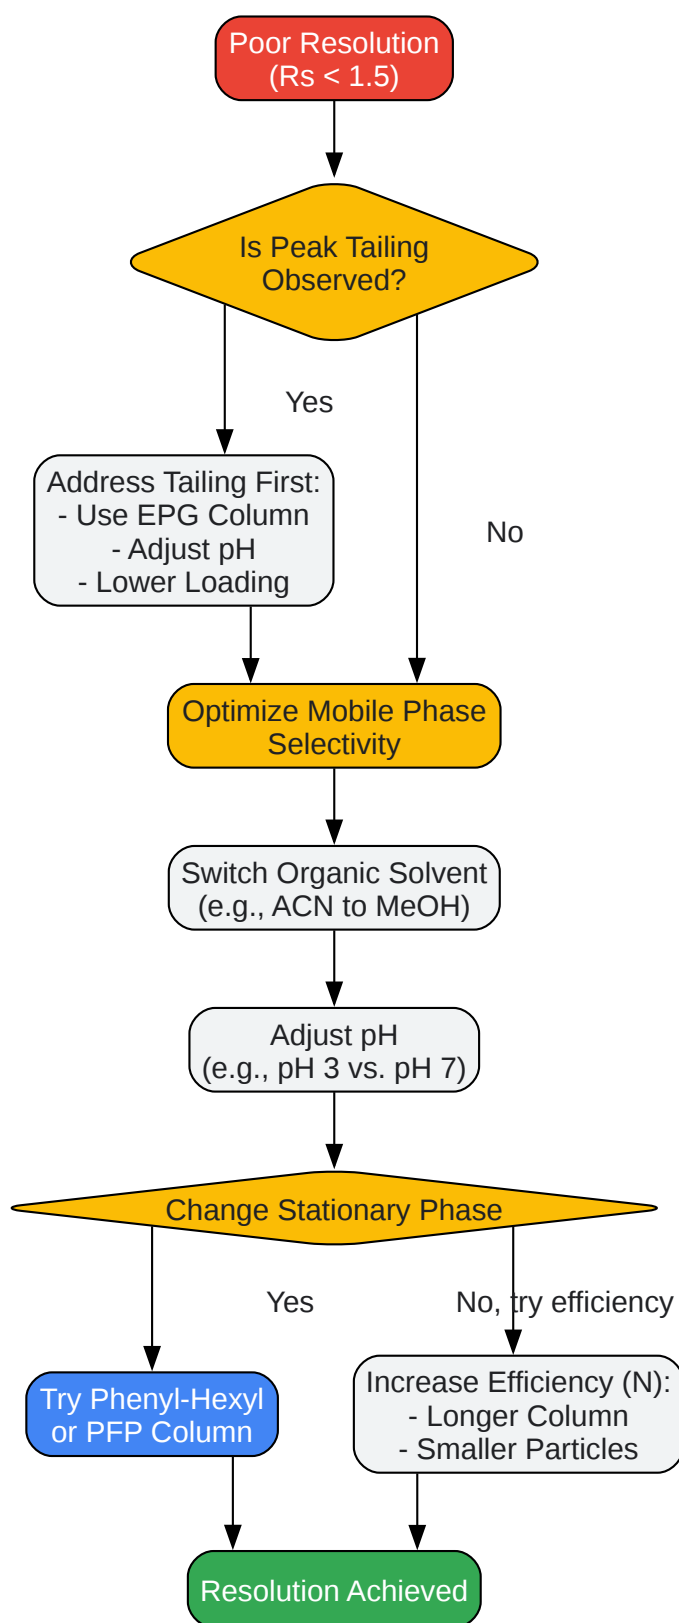 Poor Resolution
(Rs < 1.5)
Is Peak Tailing
Observed?
Yes
Address Tailing First:
- Use EPG Column
- Adjust pH
- Lower Loading
No
Optimize Mobile Phase
Selectivity
Switch Organic Solvent
(e.g., ACN to MeOH)
Adjust pH
(e.g., pH 3 vs. pH 7)
Change Stationary Phase
Yes
No, try efficiency
Try Phenyl-Hexyl
or PFP Column
Increase Efficiency (N):
- Longer Column
- Smaller Particles
Resolution Achieved